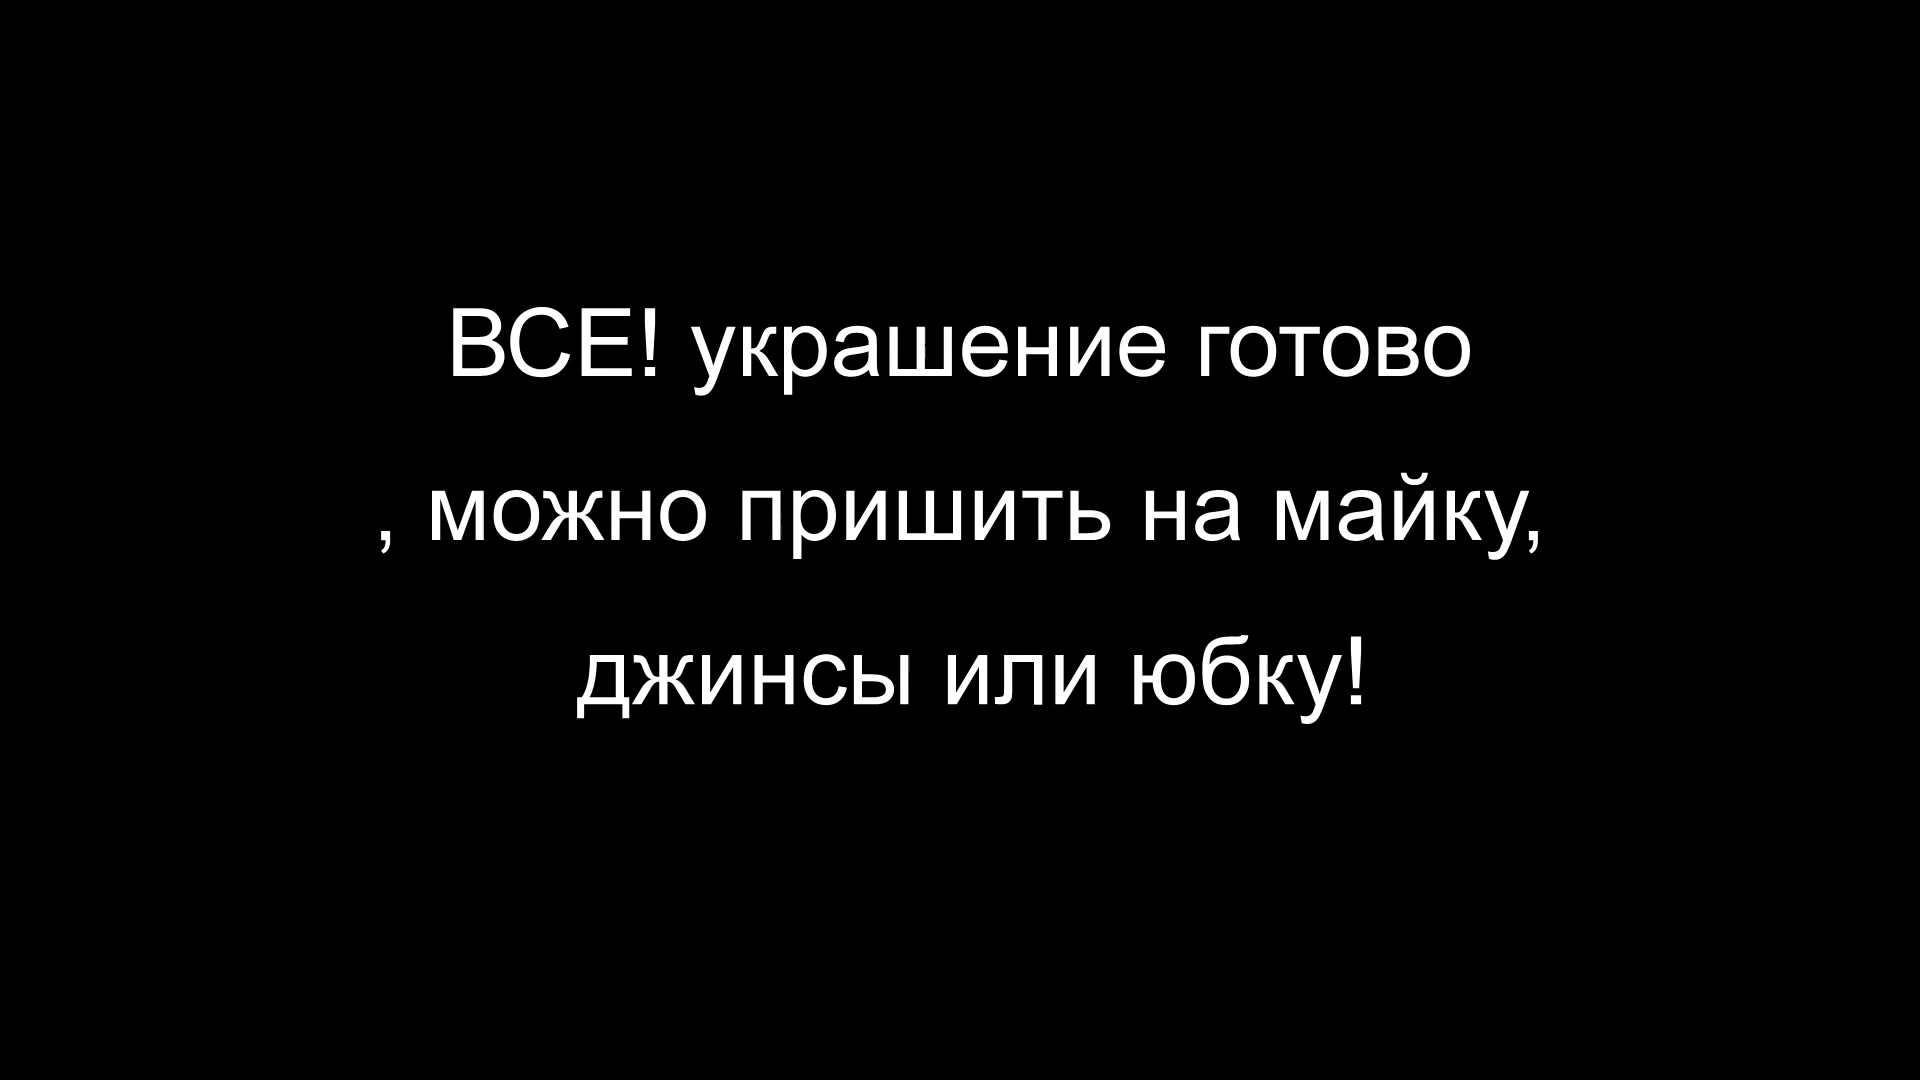 ВСЕ! украшение готово
, можно пришить на майку,
джинсы или юбку!